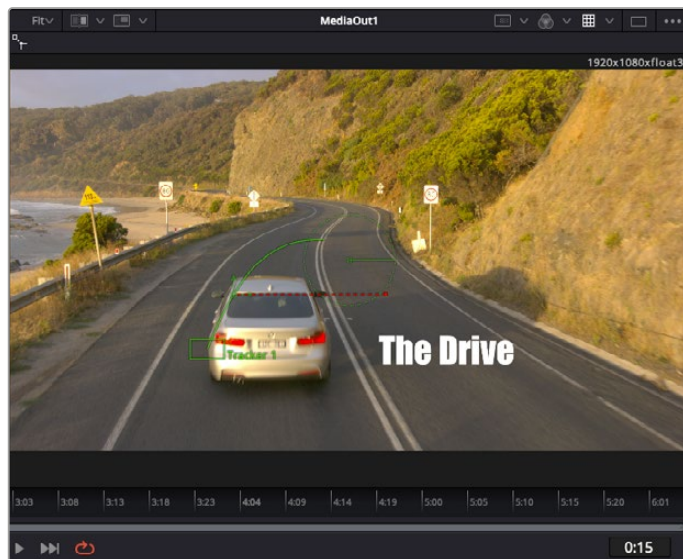 Fit
MediaOut1
1920x1080xfloat3
Tracker 1
The Drive
3:03 3:08 3:13 3:18 3:23 4:04 4:09 4:14 4:19 5:00 5:05 5:10 5:15 5:20 6:01
0:15